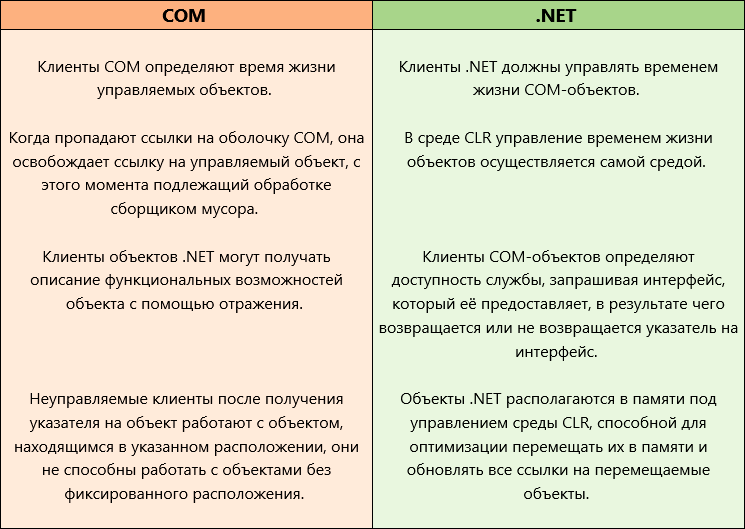 COM
.NET
Клиенты COM определяют время жизни
управляемых объектов.
Клиенты .NET должны управлять временем
жизни COM-объектов.
Когда пропадают ссылки на оболочку COM, она
освобождает ссылку на управляемый объект, с
этого момента подлежащий обработке
сборщиком мусора.
В среде CLR управление временем жизни
объектов осуществляется самой средой.
Клиенты объектов .NET могут получать
описание функциональных возможностей
объекта с помощью отражения.
Клиенты COM-объектов определяют
доступность службы, запрашивая интерфейс,
который её предоставляет, в результате чего
возвращается или не возвращается указатель на
интерфейс.
Неуправляемые клиенты после получения
указателя на объект работают с объектом,
находящимся в указанном расположении, они
не способны работать с объектами без
фиксированного расположения.
Объекты .NET располагаются в памяти под
управлением среды CLR, способной для
оптимизации перемещать их в памяти и
обновлять все ссылки на перемещаемые
объекты.